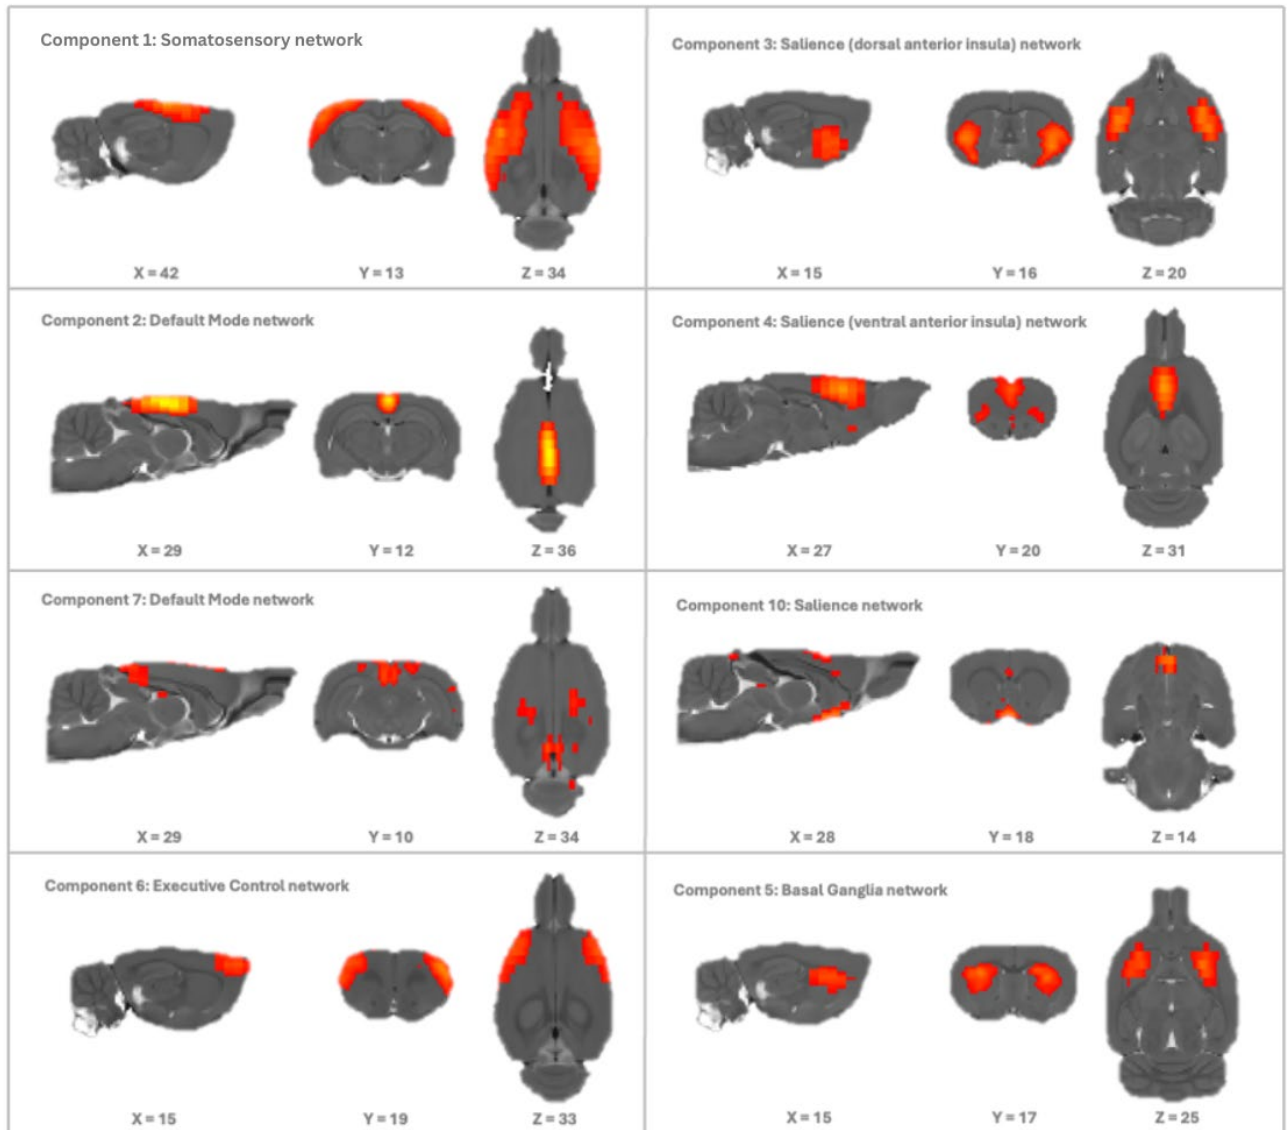 Component 1: Somatosensory network
X = 42
Y = 13
Z = 34
Component 3: Salience (dorsal anterior insula) network
X = 15
Y = 16
Z = 20
Component 2: Default Mode network
X = 29
Y = 12
Z = 36
Component 4: Salience (ventral anterior insula) network
X = 27
Y = 20
Z = 31
Component 7: Default Mode network
X = 29
Y = 10
Z = 34
Component 10: Salience network
X = 28
Y = 18
Z = 14
Component 6: Executive Control network
X = 15
Y = 19
Z = 33
Component 5: Basal Ganglia network
X = 15
Y = 17
Z = 25